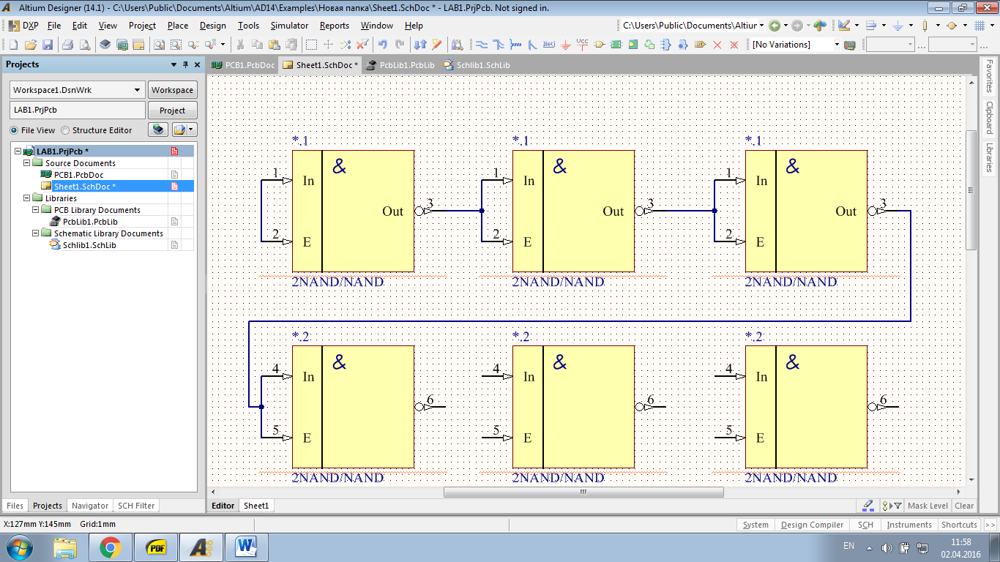 Altium Designer (14.1) - C:\Users\Public\Documents\Altium\AD14\Examples\Новая папка\Sheet1.SchDoc * - LAB1.PrjPcb. Not signed in.
DXP File Edit View Project Place Design Tools Simulator Reports Window Help C:\Users\Public\Documents\Altiur
Net Vcc [No Variations] ... ...
Projects
PCB1.PcbDoc Sheet1.SchDoc * PcbLib1.PcbLib Schlib1.SchLib
Workspace1.DsnWrk Workspace
LAB1.PrjPcb Project
File View Structure Editor
LAB1.PrjPcb *
Source Documents
PCB1.PcbDoc
Sheet1.SchDoc *
Libraries
PCB Library Documents
PcbLib1.PcbLib
Schematic Library Documents
Schlib1.SchLib
Favorites
Clipboard
Libraries
*.1 *.1 *.1
& & &
1 In 1 In 1 In
Out 3 Out 3 Out 3
2 E 2 E 2 E
2NAND/NAND 2NAND/NAND 2NAND/NAND
*.2 *.2 *.2
& & &
4 In 4 In 4 In
6 6 6
5 E 5 E 5 E
2NAND/NAND 2NAND/NAND 2NAND/NAND
Files Projects Navigator SCH Filter Editor Sheet1 Mask Level Clear
X:127mm Y:145mm Grid:1mm System Design Compiler SCH Instruments Shortcuts >>
PDF W EN 11:58
02.04.2016